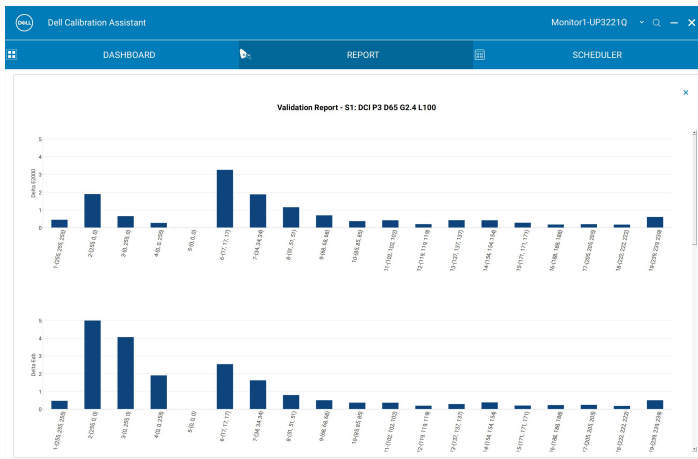 DELL
Dell Calibration Assistant
Monitor1-UP3221Q
DASHBOARD
REPORT
SCHEDULER
Validation Report - S1: DCI P3 D65 G2.4 L100
Delta E2000
5
4
3
2
1
0
1-(255, 255, 255)
2-(255, 0, 0)
3-(0, 255, 0)
4-(0, 0, 255)
5-(0, 0, 0)
6-(17, 17, 17)
7-(34, 34, 34)
8-(51, 51, 51)
9-(68, 68, 68)
10-(85, 85, 85)
11-(102, 102, 102)
12-(119, 119, 119)
13-(137, 137, 137)
14-(154, 154, 154)
15-(171, 171, 171)
16-(188, 188, 188)
17-(205, 205, 205)
18-(222, 222, 222)
19-(239, 239, 239)
Delta Eab
5
4
3
2
1
0
1-(255, 255, 255)
2-(255, 0, 0)
3-(0, 255, 0)
4-(0, 0, 255)
5-(0, 0, 0)
6-(17, 17, 17)
7-(34, 34, 34)
8-(51, 51, 51)
9-(68, 68, 68)
10-(85, 85, 85)
11-(102, 102, 102)
12-(119, 119, 119)
13-(137, 137, 137)
14-(154, 154, 154)
15-(171, 171, 171)
16-(188, 188, 188)
17-(205, 205, 205)
18-(222, 222, 222)
19-(239, 239, 239)